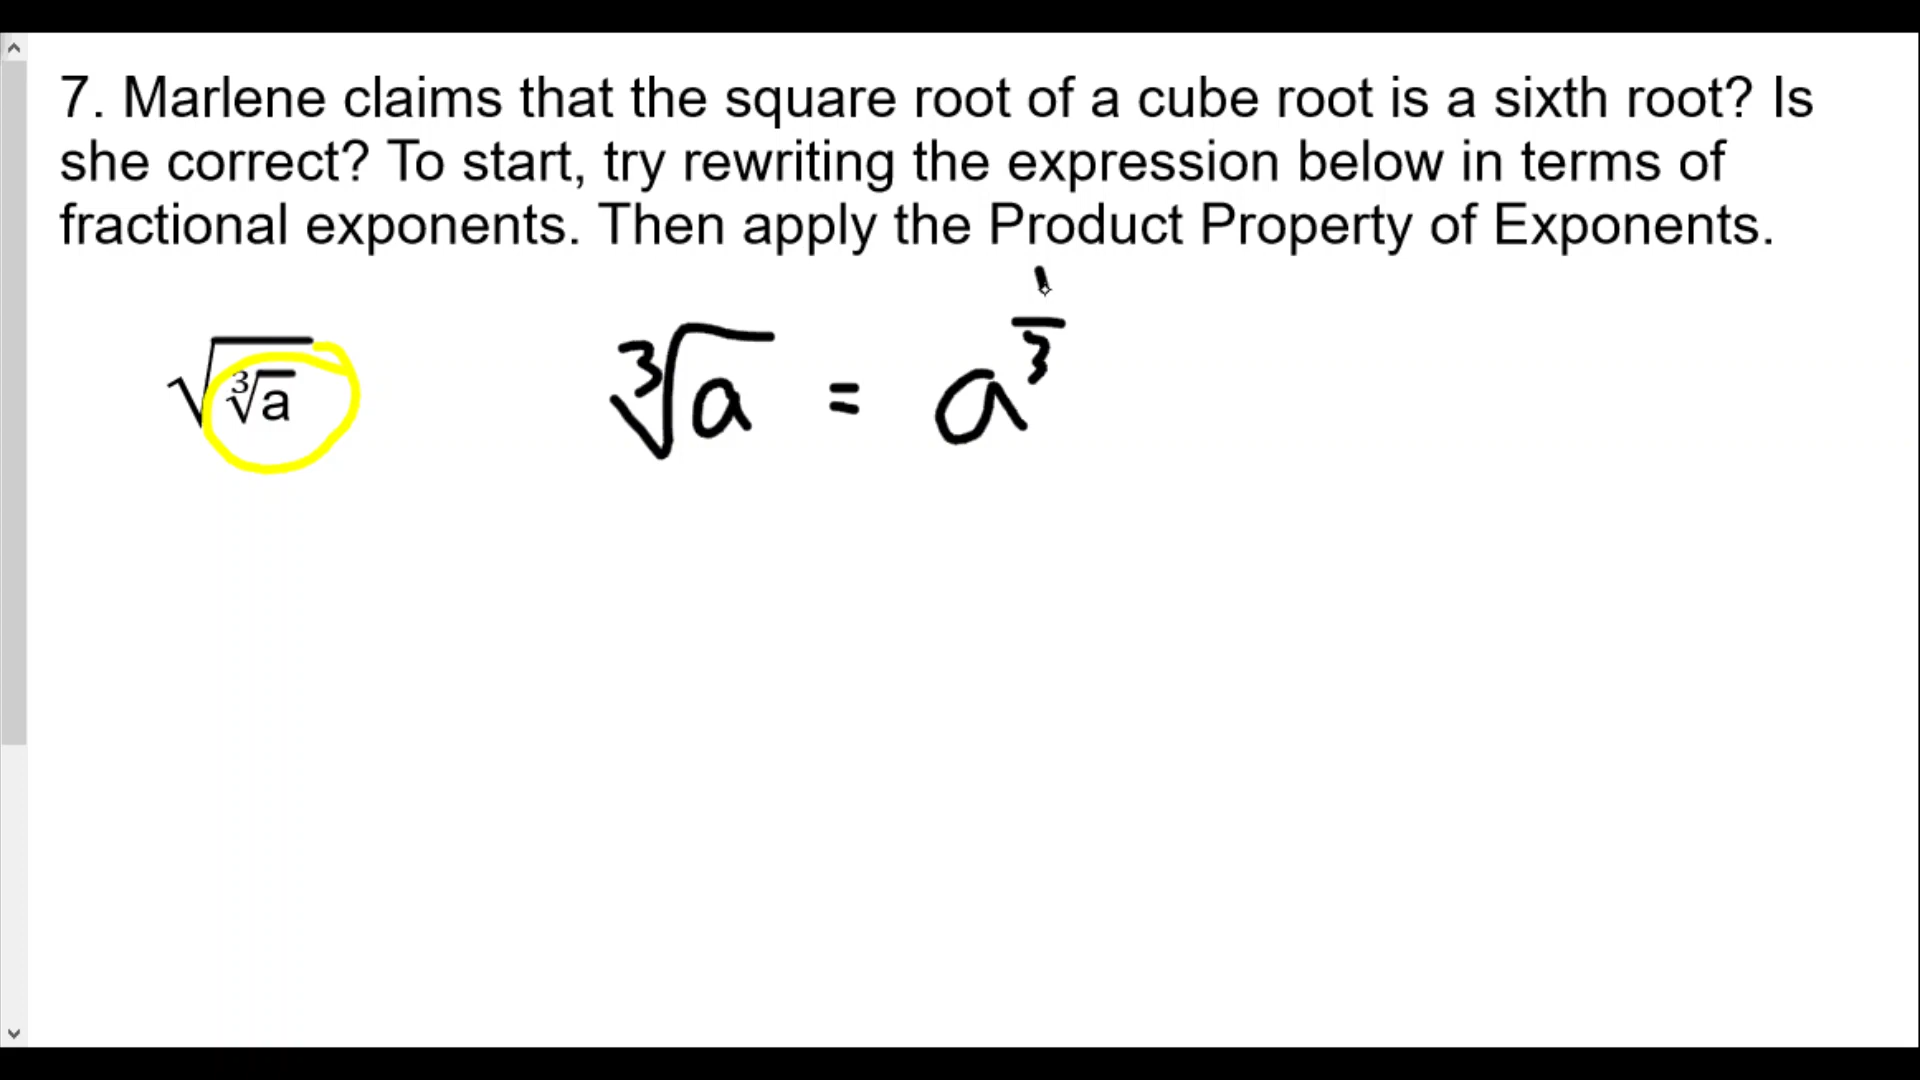 7. Marlene claims that the square root of a cube root is a sixth root? Is
she correct? To start, try rewriting the expression below in terms of
fractional exponents. Then apply the Product Property of Exponents.
√(∛a)
∛a = a^(1/3)